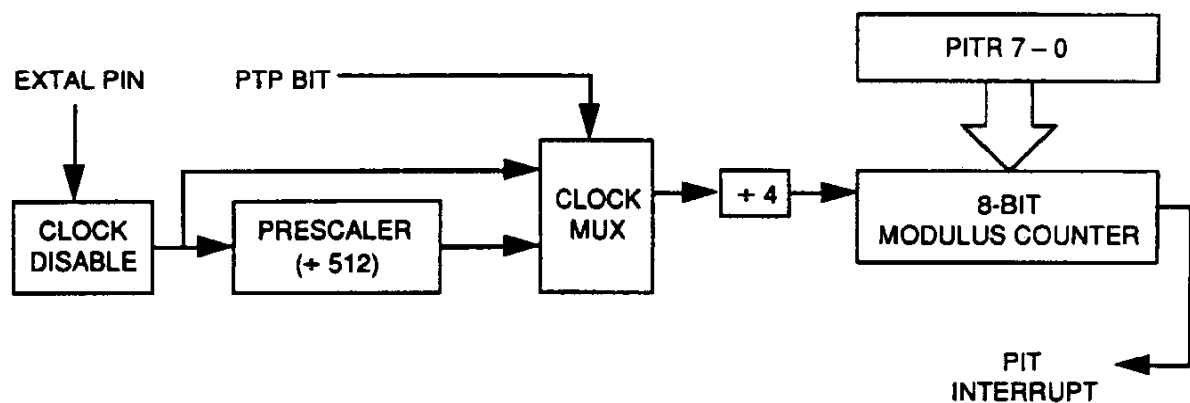 PITR 7 – 0
EXTAL PIN
PTP BIT
CLOCK
MUX
÷ 4
8-BIT
MODULUS COUNTER
CLOCK
DISABLE
PRESCALER
(÷ 512)
PIT
INTERRUPT